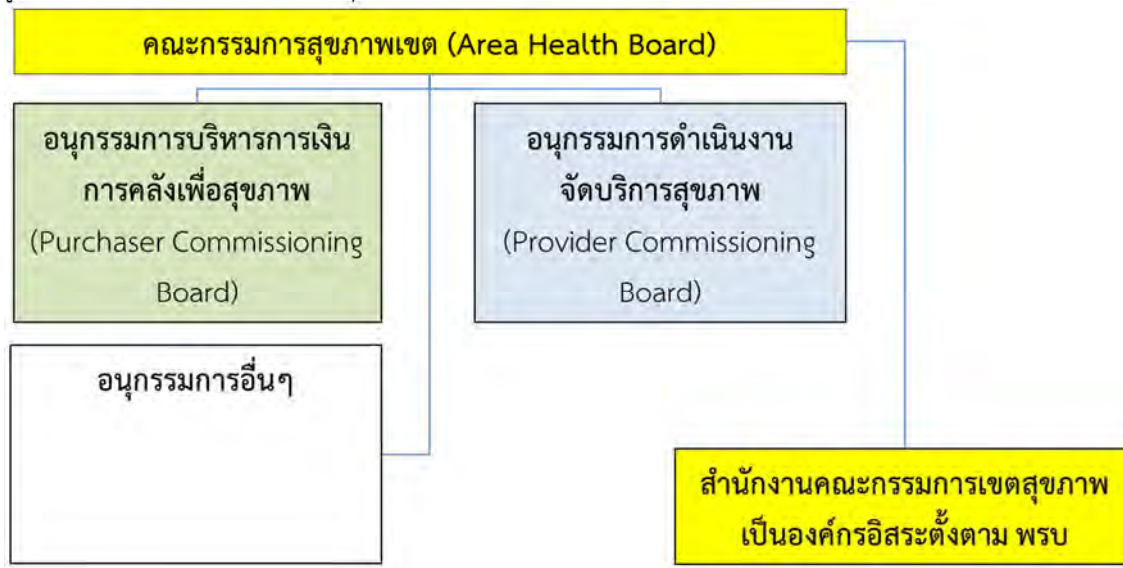 คณะกรรมการสุขภาพเขต (Area Health Board)
อนุกรรมการบริหารการเงิน
การคลังเพื่อสุขภาพ
(Purchaser Commissioning
Board)
อนุกรรมการดำเนินงาน
จัดบริการสุขภาพ
(Provider Commissioning
Board)
อนุกรรมการอื่นๆ
สำนักงานคณะกรรมการเขตสุขภาพ
เป็นองค์กรอิสระตั้งตาม พรบ